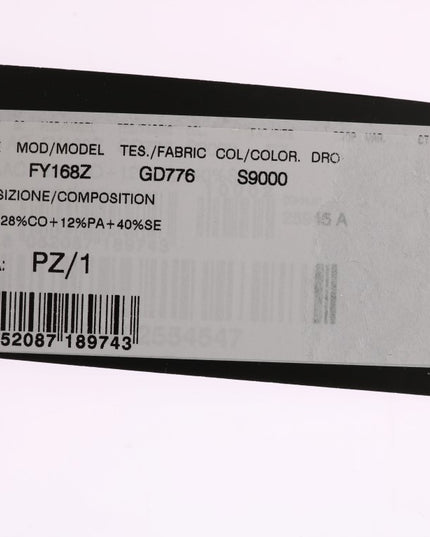 MOD/MODEL TES./FABRIC COL/COLOR. DRO
FY168Z GD776 S9000
SIZIONE/COMPOSITION
28%CO+12%PA+40%SE
A: PZ/1
52087 189743